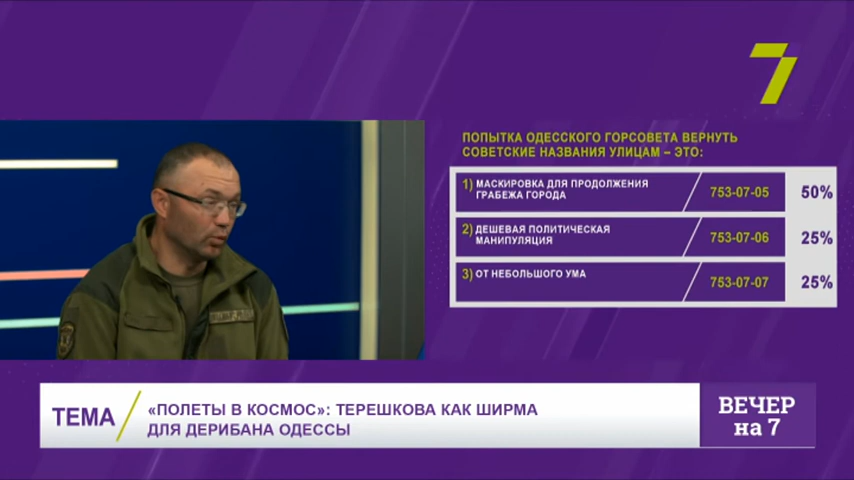 7
ПОПЫТКА ОДЕССКОГО ГОРСОВЕТА ВЕРНУТЬ
СОВЕТСКИЕ НАЗВАНИЯ УЛИЦАМ – ЭТО:
1) МАСКИРОВКА ДЛЯ ПРОДОЛЖЕНИЯ
ГРАБЕЖА ГОРОДА
753-07-05 50%
2) ДЕШЕВАЯ ПОЛИТИЧЕСКАЯ
МАНИПУЛЯЦИЯ
753-07-06 25%
3) ОТ НЕБОЛЬШОГО УМА
753-07-07 25%
ТЕМА
«ПОЛЕТЫ В КОСМОС»: ТЕРЕШКОВА КАК ШИРМА
ДЛЯ ДЕРИБАНА ОДЕССЫ
ВЕЧЕР
на 7